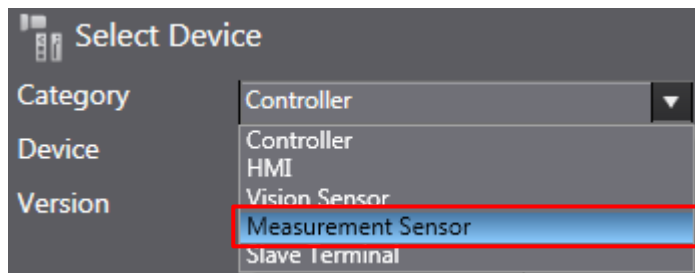 Select Device
Category
Controller
Device
Controller
HMI
Version
Vision Sensor
Measurement Sensor
Slave Terminal